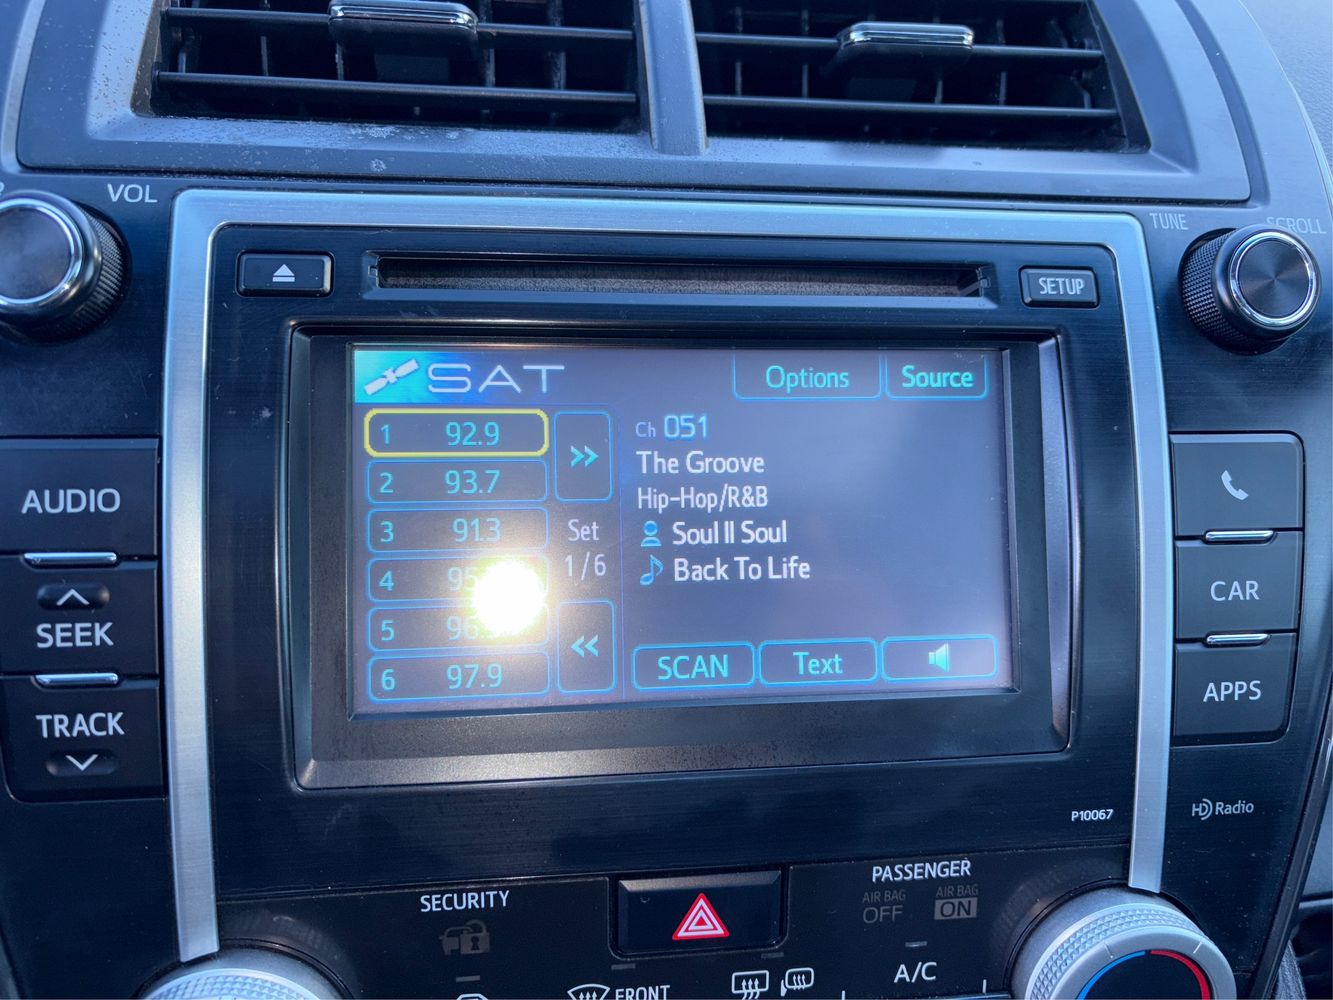 VOL
TUNE
SCROLL
SETUP
SAT
Options
Source
1 92.9
2 93.7
3 91.3
4
5
6 97.9
Set
1/6
Ch 051
The Groove
Hip-Hop/R&B
Soul II Soul
Back To Life
SCAN
Text
AUDIO
SEEK
TRACK
CAR
APPS
P10067
HD Radio
SECURITY
PASSENGER
AIR BAG
OFF
AIR BAG
ON
A/C
FRONT